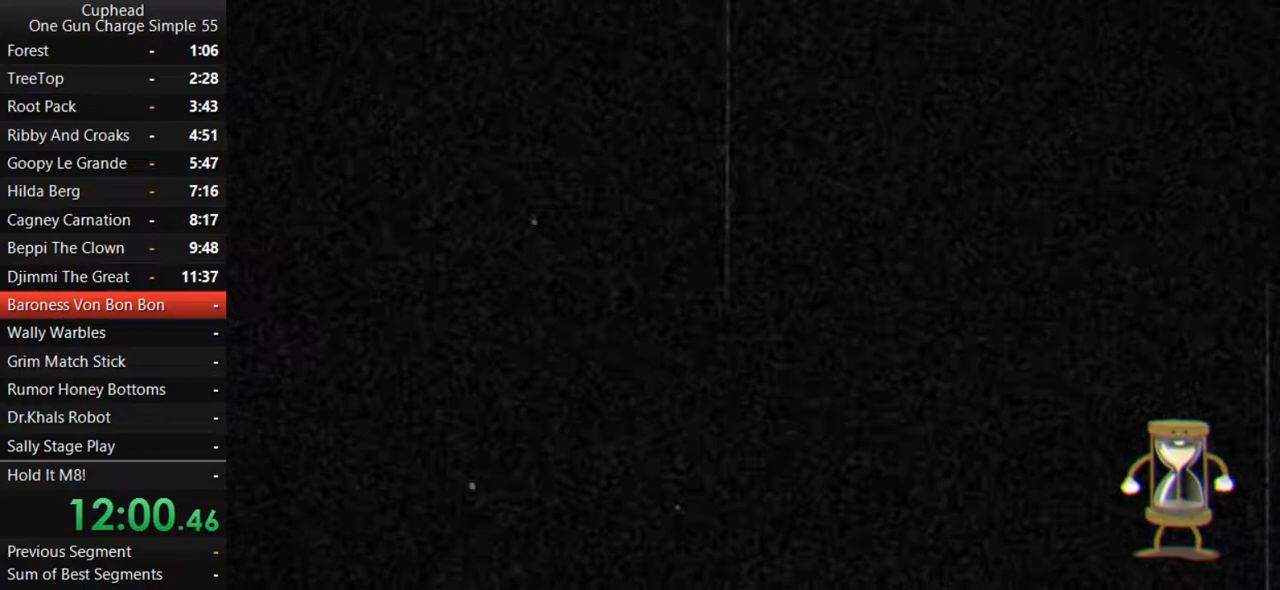 Cuphead
One Gun Charge Simple 55
Forest - 1:06
TreeTop - 2:28
Root Pack - 3:43
Ribby And Croaks - 4:51
Goopy Le Grande - 5:47
Hilda Berg - 7:16
Cagney Carnation - 8:17
Beppi The Clown - 9:48
Djimmi The Great - 11:37
Baroness Von Bon Bon -
Wally Warbles -
Grim Match Stick -
Rumor Honey Bottoms -
Dr.Khals Robot -
Sally Stage Play -
Hold It M8! -
12:00.46
Previous Segment -
Sum of Best Segments -